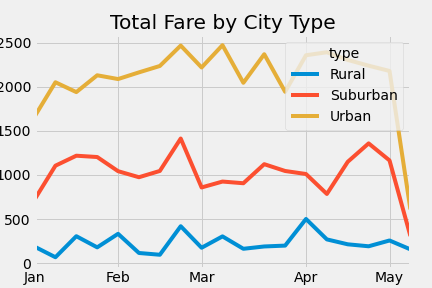 Total Fare by City Type
2500
2000
1500
1000
500
0
type
Rural
Suburban
Urban
Jan Feb Mar Apr May